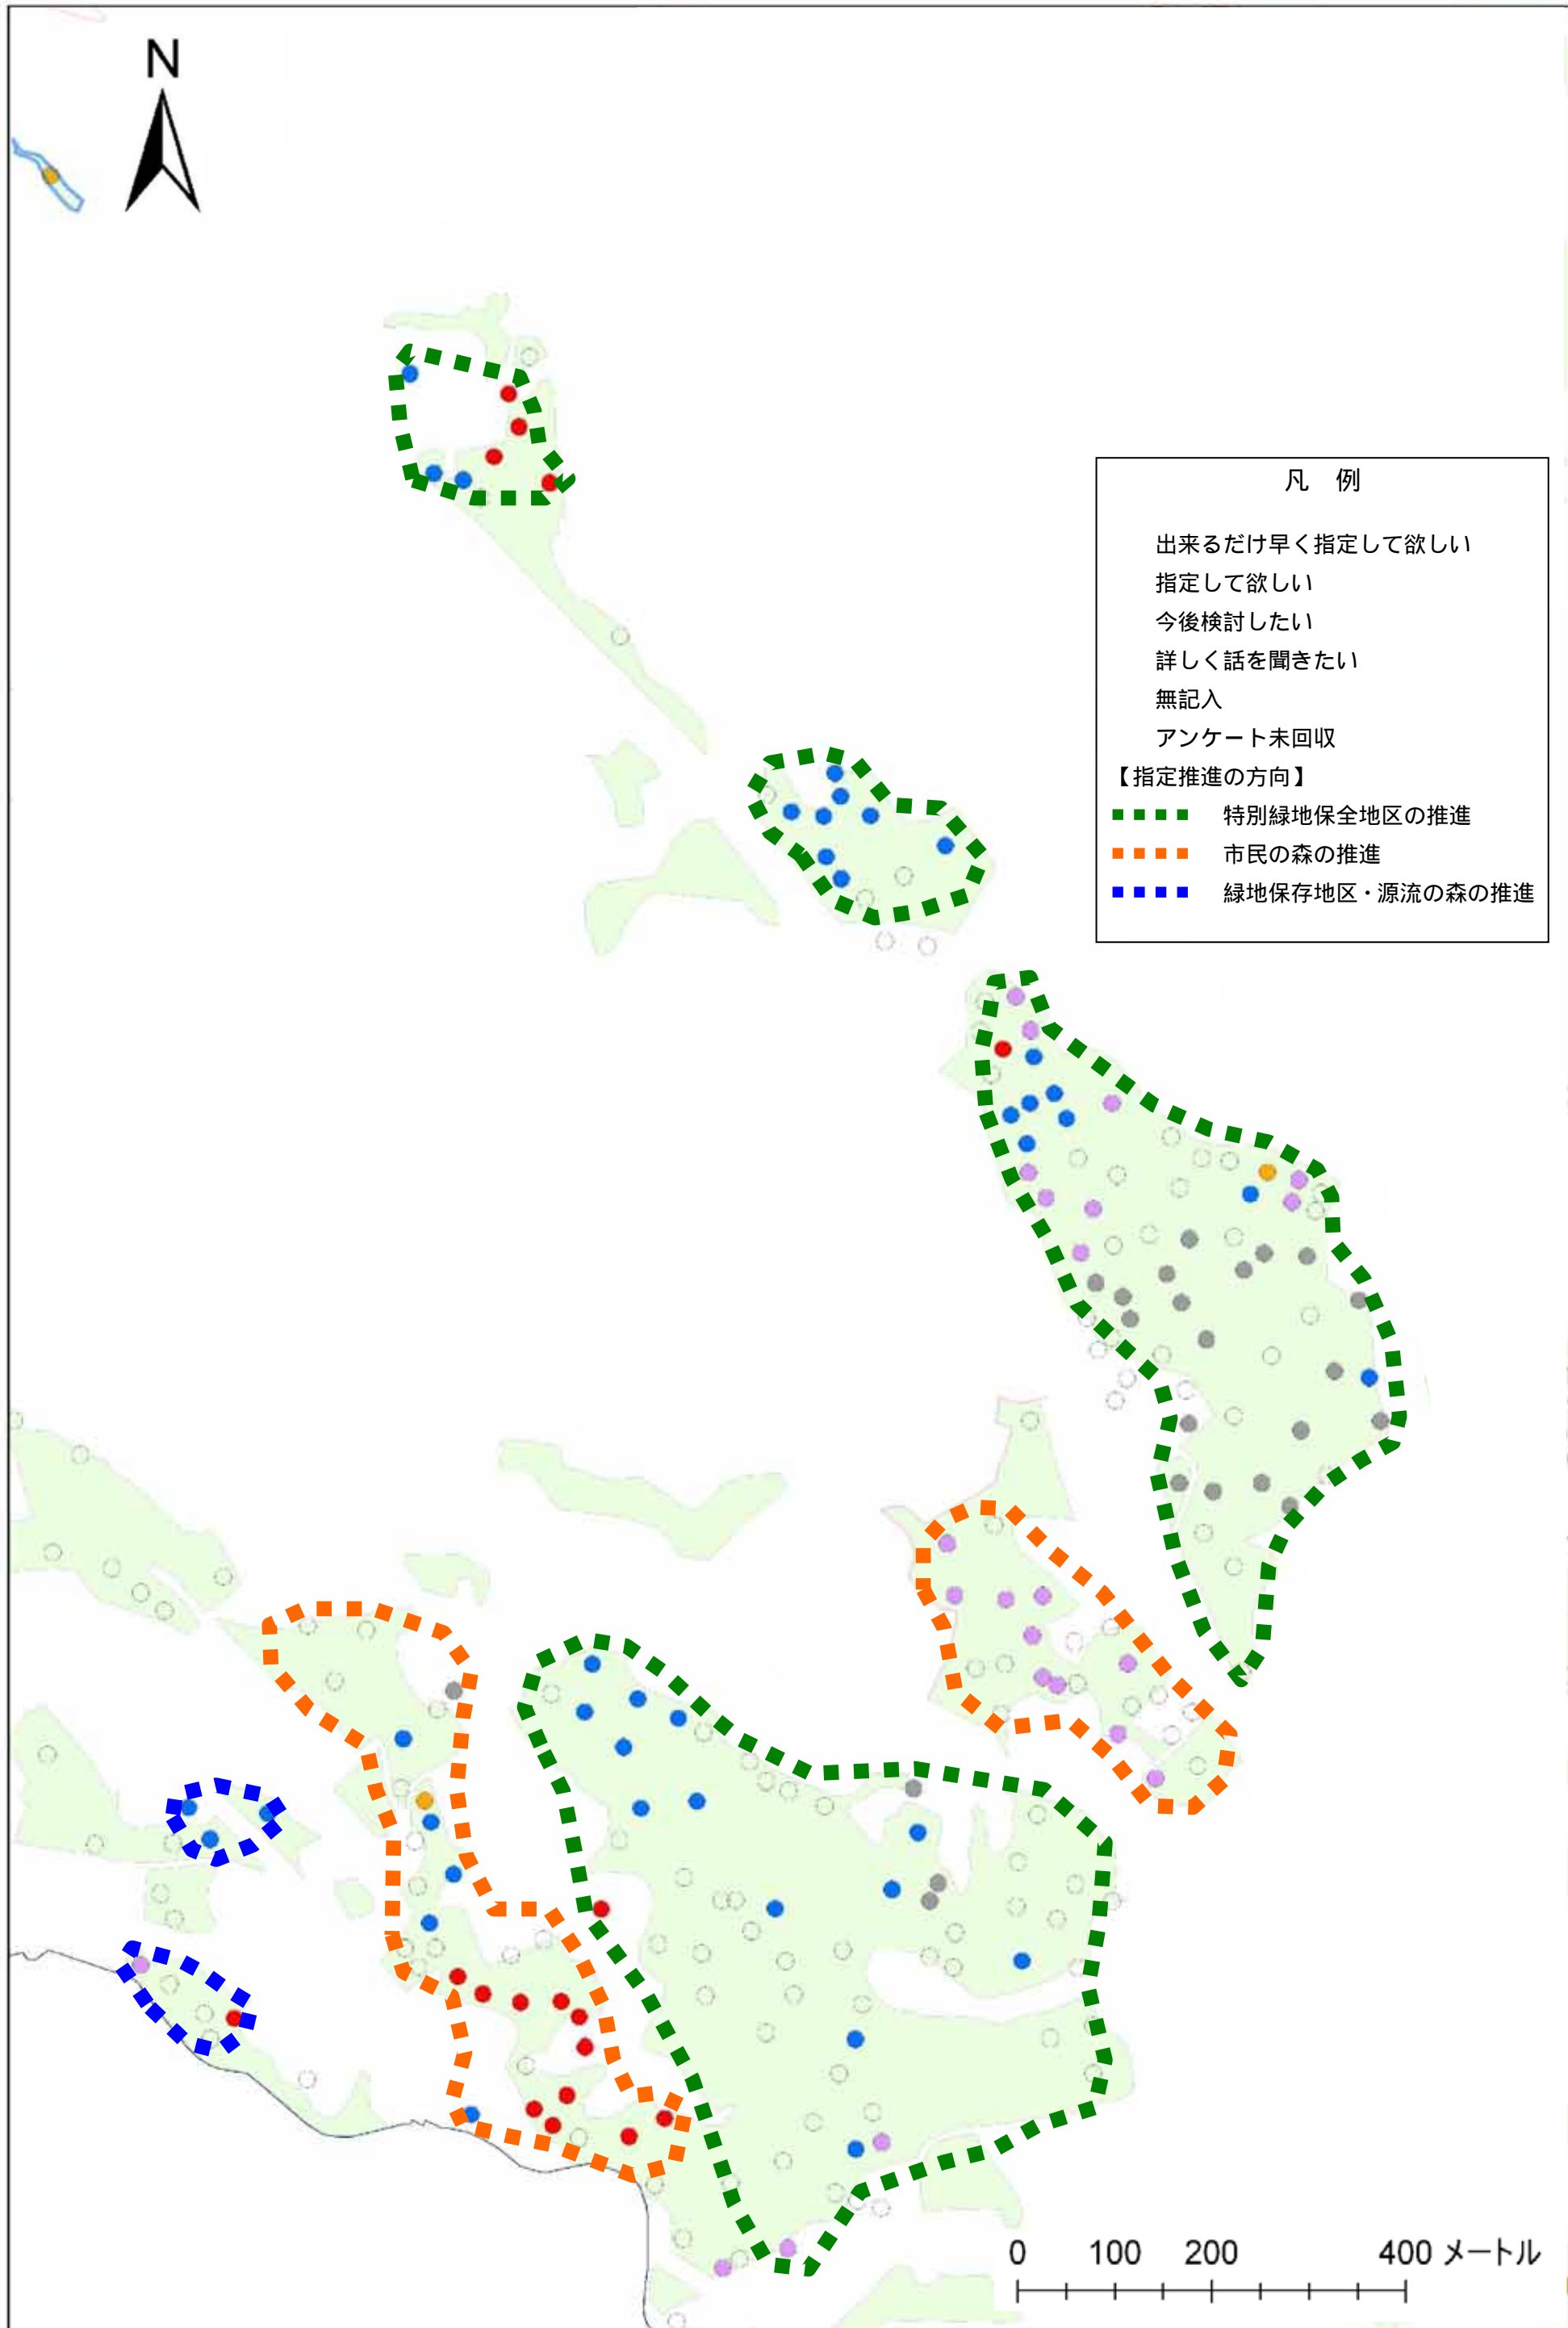 N
凡　例
出来るだけ早く指定して欲しい
指定して欲しい
今後検討したい
詳しく話を聞きたい
無記入
アンケート未回収
【指定推進の方向】
特別緑地保全地区の推進
市民の森の推進
緑地保存地区・源流の森の推進
0 100 200 400 メートル